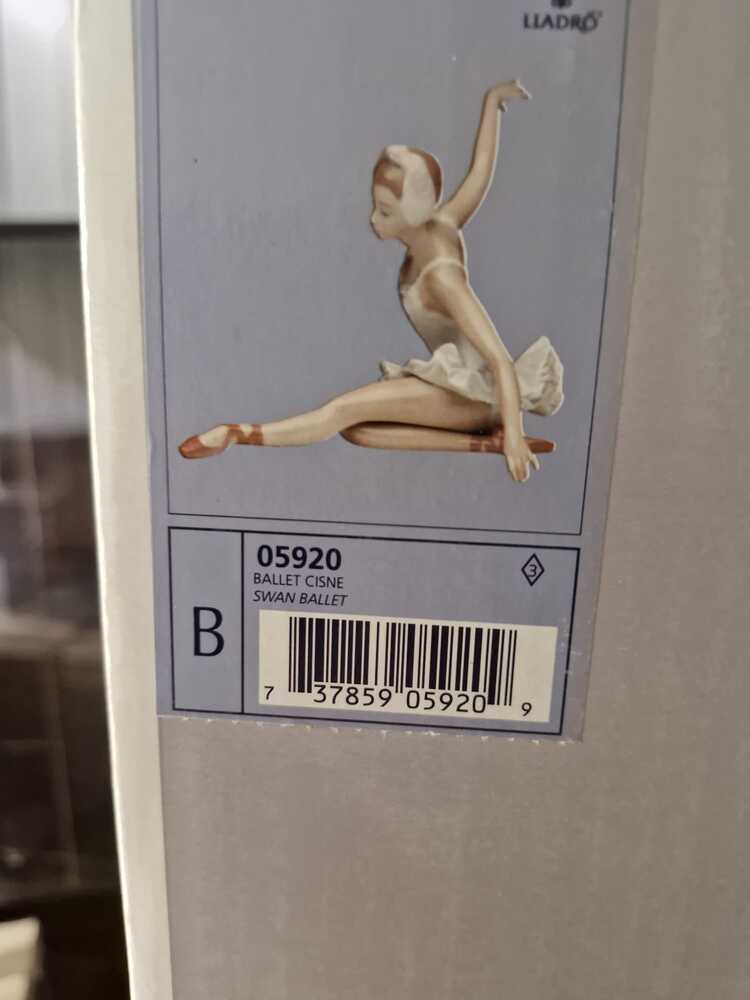 LLADRÓ
05920
BALLET CISNE
SWAN BALLET
3
B
7 37859 05920 9